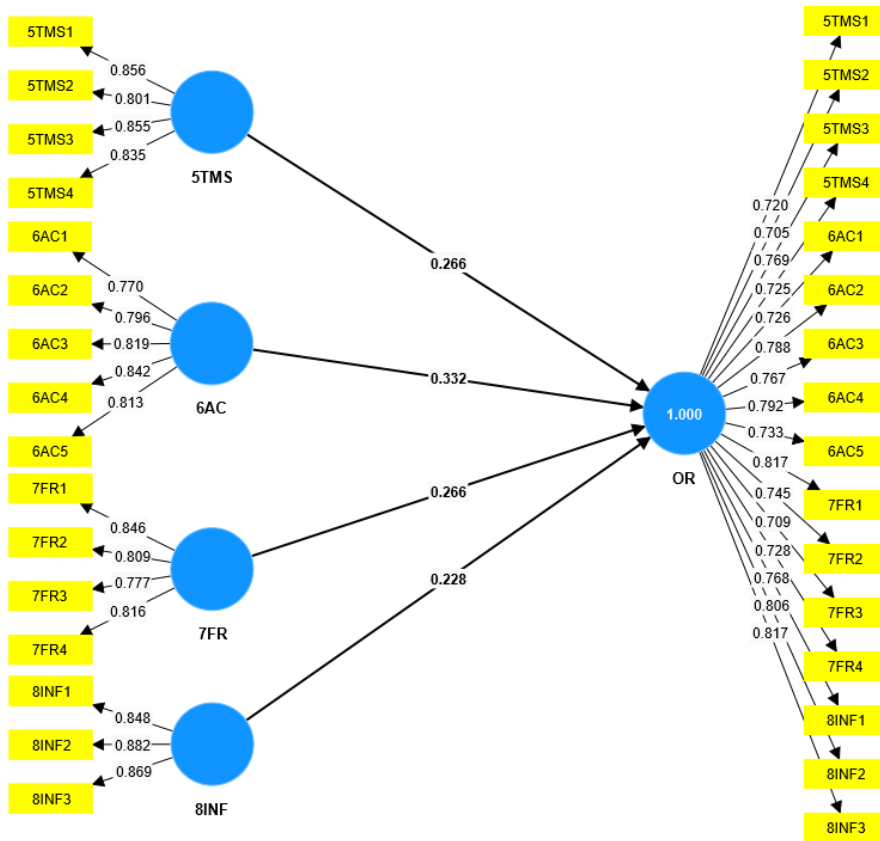 5TMS1
5TMS2
5TMS3
5TMS4
0.856
0.801
0.855
0.835
5TMS
6AC1
6AC2
6AC3
6AC4
6AC5
0.770
0.796
0.819
0.842
0.813
6AC
7FR1
7FR2
7FR3
7FR4
0.846
0.809
0.777
0.816
7FR
8INF1
8INF2
8INF3
0.848
0.882
0.869
8INF
0.266
0.332
0.266
0.228
1.000
OR
0.720
0.705
0.769
0.725
0.726
0.788
0.767
0.792
0.733
0.817
0.745
0.709
0.728
0.768
0.806
0.817
5TMS1
5TMS2
5TMS3
5TMS4
6AC1
6AC2
6AC3
6AC4
6AC5
7FR1
7FR2
7FR3
7FR4
8INF1
8INF2
8INF3